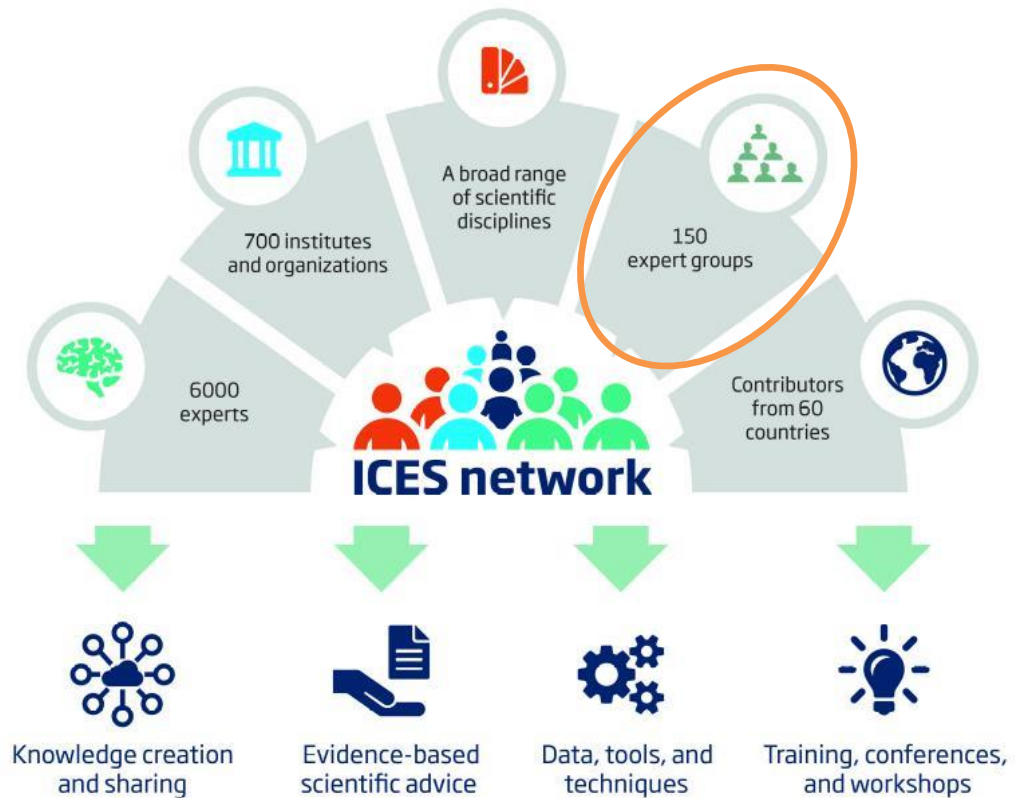 A broad range
of scientific
disciplines
700 institutes
and organizations
150
expert groups
6000
experts
Contributors
from 60
countries
ICES network
Knowledge creation
and sharing
Evidence-based
scientific advice
Data, tools, and
techniques
Training, conferences,
and workshops